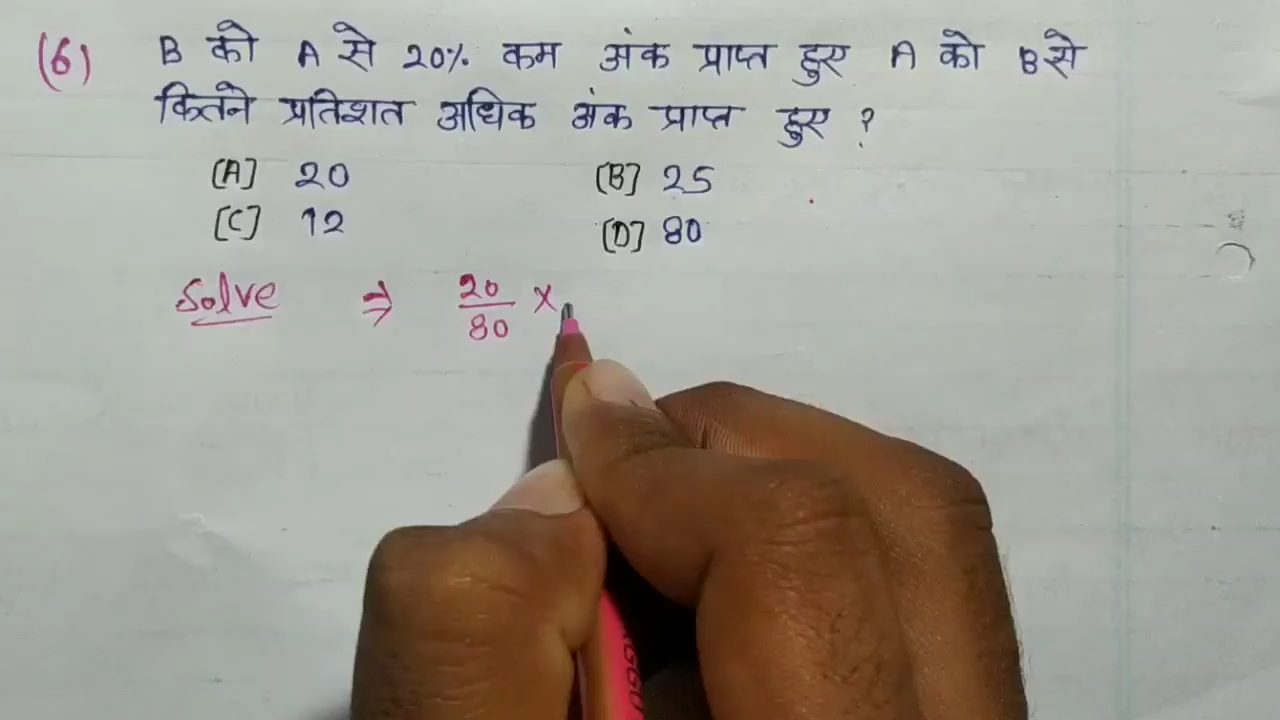 (6) B को A से 20% कम अंक प्राप्त हुए A को B से
कितने प्रतिशत अधिक अंक प्राप्त हुए ?
[A] 20 [B] 25
[C] 12 [D] 80
Solve ⇒ 20/80 ×